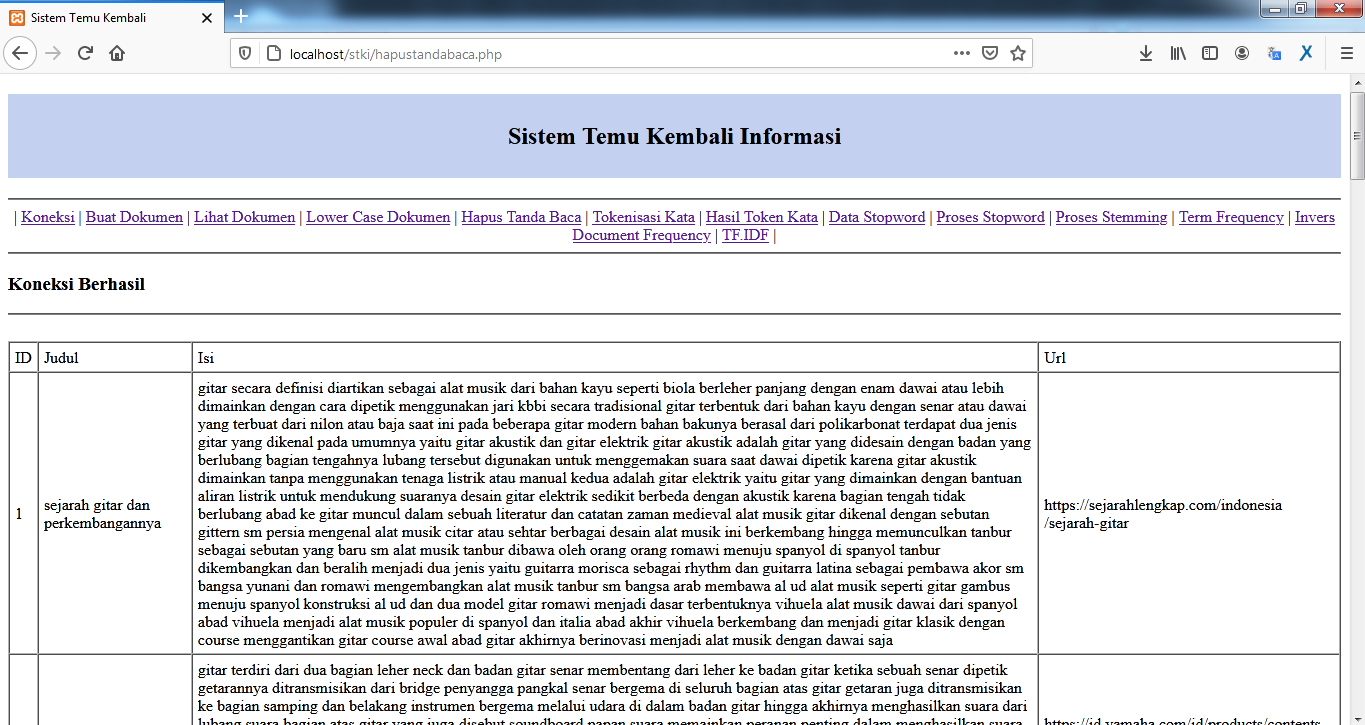 Sistem Temu Kembali
localhost/stki/hapustandabaca.php
Sistem Temu Kembali Informasi
| Koneksi | Buat Dokumen | Lihat Dokumen | Lower Case Dokumen | Hapus Tanda Baca | Tokenisasi Kata | Hasil Token Kata | Data Stopword | Proses Stopword | Proses Stemming | Term Frequency | Invers
Document Frequency | TF.IDF |
Koneksi Berhasil
ID Judul Isi Url
1
sejarah gitar dan
perkembangannya
gitar secara definisi diartikan sebagai alat musik dari bahan kayu seperti biola berleher panjang dengan enam dawai atau lebih
dimainkan dengan cara dipetik menggunakan jari kbbi secara tradisional gitar terbentuk dari bahan kayu dengan senar atau dawai
yang terbuat dari nilon atau baja saat ini pada beberapa gitar modern bahan bakunya berasal dari polikarbonat terdapat dua jenis
gitar yang dikenal pada umumnya yaitu gitar akustik dan gitar elektrik gitar akustik adalah gitar yang didesain dengan badan yang
berlubang bagian tengahnya lubang tersebut digunakan untuk menggemakan suara saat dawai dipetik karena gitar akustik
dimainkan tanpa menggunakan tenaga listrik atau manual kedua adalah gitar elektrik yaitu gitar yang dimainkan dengan bantuan
aliran listrik untuk mendukung suaranya desain gitar elektrik sedikit berbeda dengan akustik karena bagian tengah tidak
berlubang abad ke gitar muncul dalam sebuah literatur dan catatan zaman medieval alat musik gitar dikenal dengan sebutan
gittern sm persia mengenal alat musik citar atau sehtar berbagai desain alat musik ini berkembang hingga memunculkan tanbur
sebagai sebutan yang baru sm alat musik tanbur dibawa oleh orang orang romawi menuju spanyol di spanyol tanbur
dikembangkan dan beralih menjadi dua jenis yaitu guitarra morisca sebagai rhythm dan guitarra latina sebagai pembawa akor sm
bangsa yunani dan romawi mengembangkan alat musik tanbur sm bangsa arab membawa al ud alat musik seperti gitar gambus
menuju spanyol konstruksi al ud dan dua model gitar romawi menjadi dasar terbentuknya vihuela alat musik dawai dari spanyol
abad vihuela menjadi alat musik populer di spanyol dan italia abad akhir vihuela berkembang dan menjadi gitar klasik dengan
course menggantikan gitar course awal abad gitar akhirnya berinovasi menjadi alat musik dengan dawai saja
https://sejarahlengkap.com/indonesia
/sejarah-gitar
gitar terdiri dari dua bagian leher neck dan badan gitar senar membentang dari leher ke badan gitar ketika sebuah senar dipetik
getarannya ditransmisikan dari bridge penyangga pangkal senar bergema di seluruh bagian atas gitar getaran juga ditransmisikan
ke bagian samping dan belakang instrumen bergema melalui udara di dalam badan gitar hingga akhirnya menghasilkan suara dari
lubang suara bagian atas gitar yang juga disebut soundboard papan suara memainkan peranan penting dalam menghasilkan suara
https://id.yamaha.com/id/products/contents